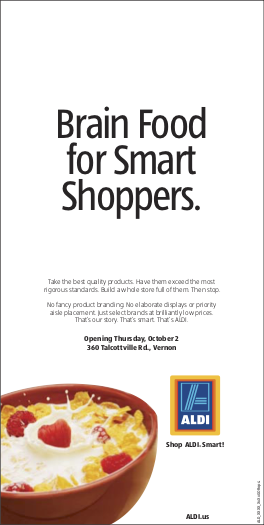 Brain Food
for Smart
Shoppers.
Take the best quality products. Have them exceed the most
rigorous standards. Build a whole store full of them. Then stop.
No fancy product branding. No elaborate displays or priority
aisle placement. Just select brands at brilliantly low prices.
That's our story. That's smart. That's ALDI.
Opening Thursday, October 2
360 Talcottville Rd., Vernon
ALDI
Shop ALDI. Smart!
ALDI.us